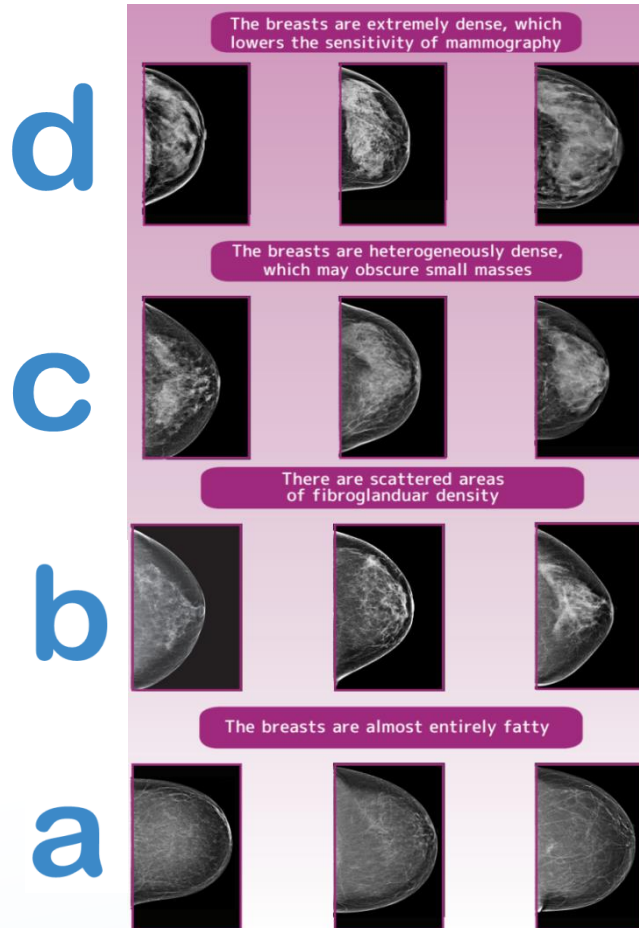 The breasts are extremely dense, which
lowers the sensitivity of mammography
d
The breasts are heterogeneously dense,
which may obscure small masses
c
There are scattered areas
of fibroglanduar density
b
The breasts are almost entirely fatty
a